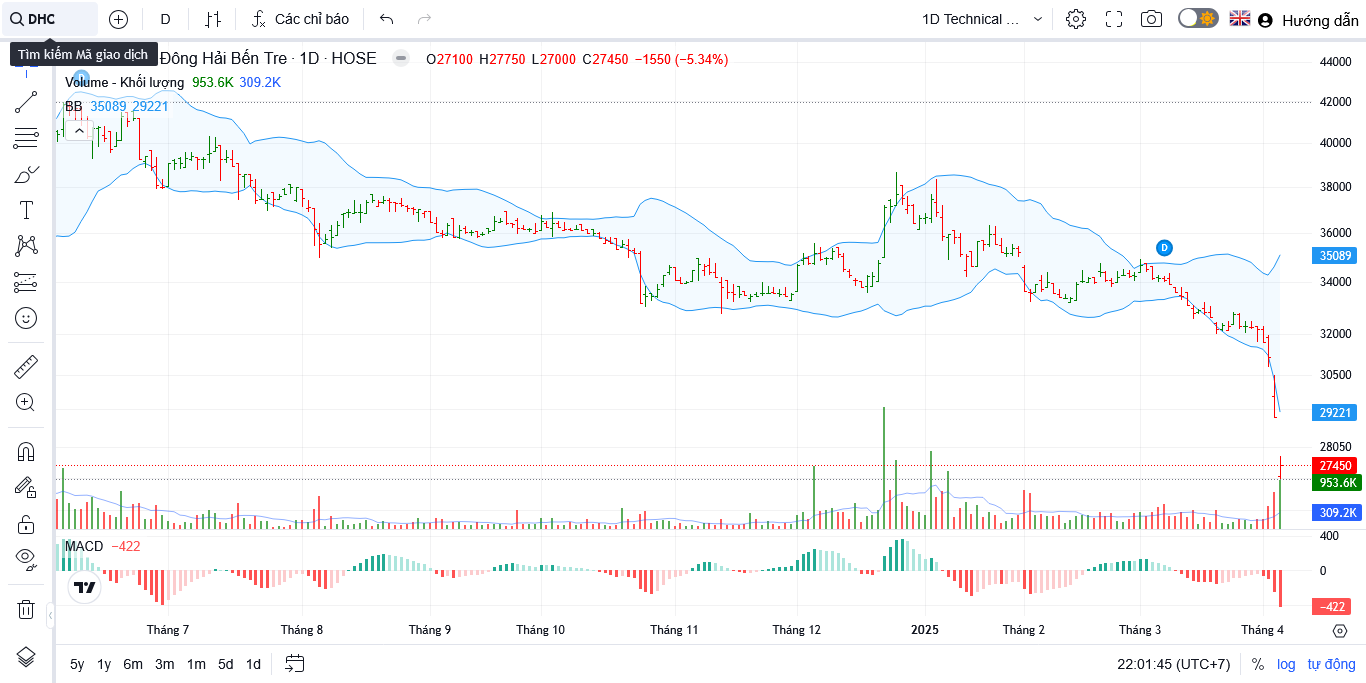 DHC
D
Các chỉ báo
1D Technical ...
Hướng dẫn
Tìm kiếm Mã giao dịch
Đông Hải Bến Tre · 1D · HOSE
O27100 H27750 L27000 C27450 −1550 (−5.34%)
Volume - Khối lượng 953.6K 309.2K
BB 35089 29221
44000
42000
40000
38000
36000
D
35089
34000
32000
30500
29221
28050
27450
953.6K
309.2K
MACD −422
400
0
−422
Tháng 7
Tháng 8
Tháng 9
Tháng 10
Tháng 11
Tháng 12
2025
Tháng 2
Tháng 3
Tháng 4
5y 1y 6m 3m 1m 5d 1d
22:01:45 (UTC+7)
% log tự động